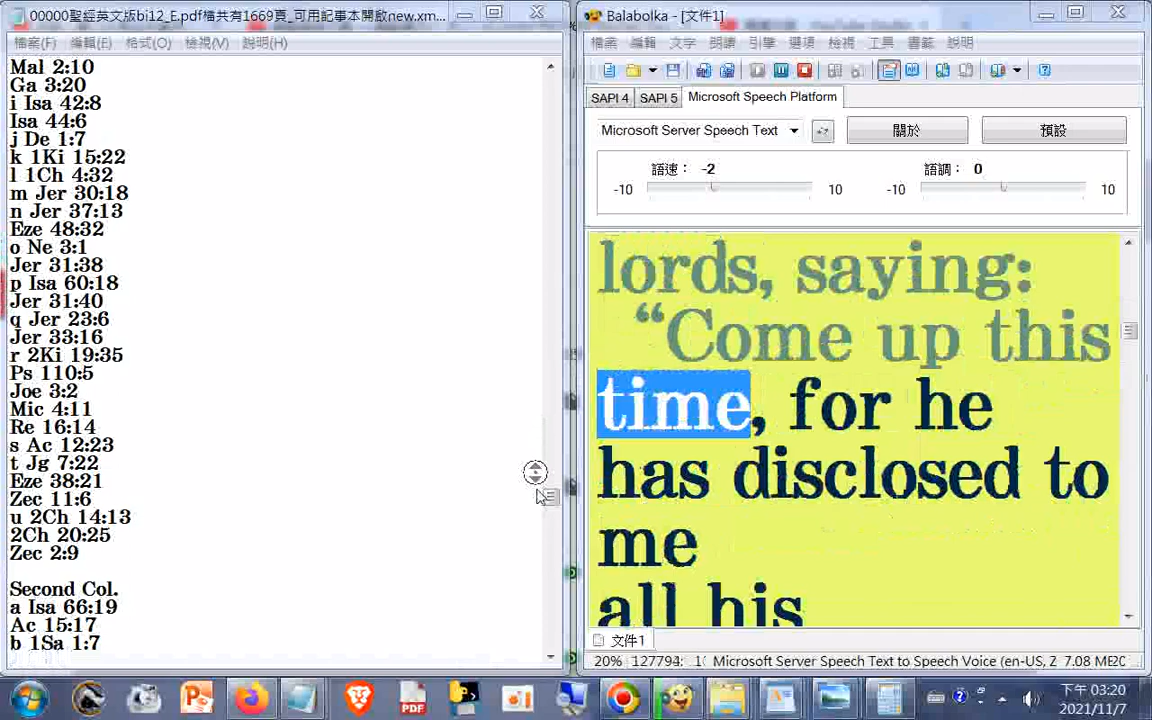 00000聖經英文版bi12_E.pdf檔共有1669頁_可用記事本開啟new.xm...
檔案(F) 編輯(E) 格式(O) 檢視(V) 說明(H)
Mal 2:10
Ga 3:20
i Isa 42:8
Isa 44:6
j De 1:7
k 1Ki 15:22
l 1Ch 4:32
m Jer 30:18
n Jer 37:13
Eze 48:32
o Ne 3:1
Jer 31:38
p Isa 60:18
Jer 31:40
q Jer 23:6
Jer 33:16
r 2Ki 19:35
Ps 110:5
Joe 3:2
Mic 4:11
Re 16:14
s Ac 12:23
t Jg 7:22
Eze 38:21
Zec 11:6
u 2Ch 14:13
2Ch 20:25
Zec 2:9
Second Col.
a Isa 66:19
Ac 15:17
b 1Sa 1:7
Balabolka - [文件1]
檔案 編輯 文字 朗讀 引擎 選項 檢視 工具 書籤 說明
SAPI 4 SAPI 5 Microsoft Speech Platform
Microsoft Server Speech Text 關於 預設
語速： -2 語調： 0
-10 10 -10 10
lords, saying:
“Come up this
time, for he
has disclosed to
me
all his
文件1
20% 127794: Microsoft Server Speech Text to Speech Voice (en-US, 2 7.08 ME20
PDF
下午 03:20
2021/11/7